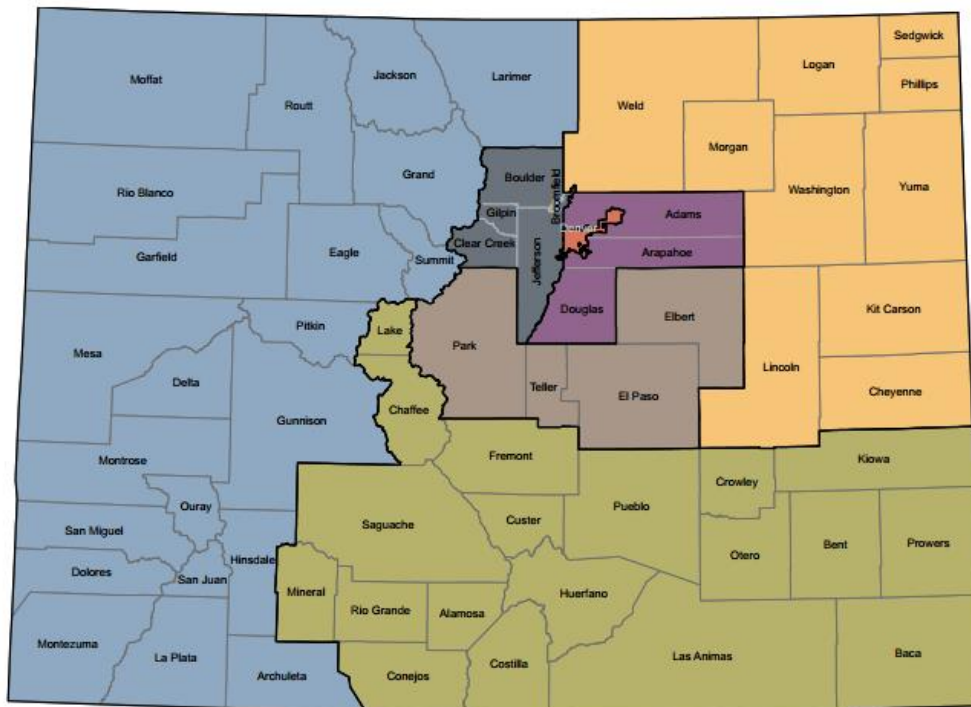 Sedgwick
Logan
Jackson
Larimer
Moffat
Phillips
Routt
Weld
Morgan
Grand
Boulder
Broomfield
Rio Blanco
Washington
Yuma
Gilpin
Adams
Denver
Clear Creek
Arapahoe
Eagle
Garfield
Summit
Jefferson
Douglas
Elbert
Kit Carson
Pitkin
Lake
Park
Mesa
Lincoln
Delta
Teller
Cheyenne
El Paso
Chaffee
Gunnison
Fremont
Kiowa
Montrose
Crowley
Ouray
Pueblo
Custer
Saguache
San Miguel
Otero
Bent
Prowers
Hinsdale
Dolores
San Juan
Mineral
Huerfano
Rio Grande
Alamosa
Montezuma
La Plata
Las Animas
Baca
Costilla
Archuleta
Conejos